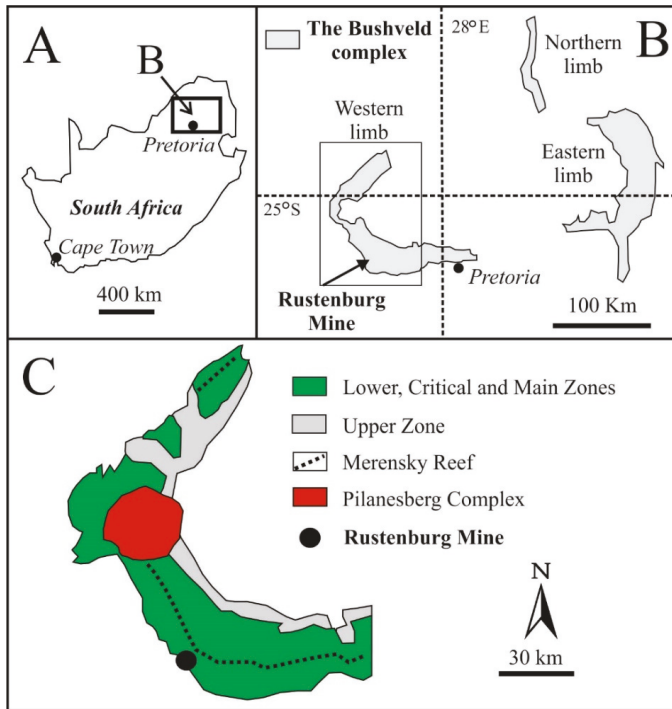 A
B
Pretoria
South Africa
Cape Town
400 km
The Bushveld
complex
28°E
B
Northern
limb
Western
limb
Eastern
limb
25°S
Pretoria
Rustenburg
Mine
100 Km
C
Lower, Critical and Main Zones
Upper Zone
Merensky Reef
Pilanesberg Complex
Rustenburg Mine
N
30 km